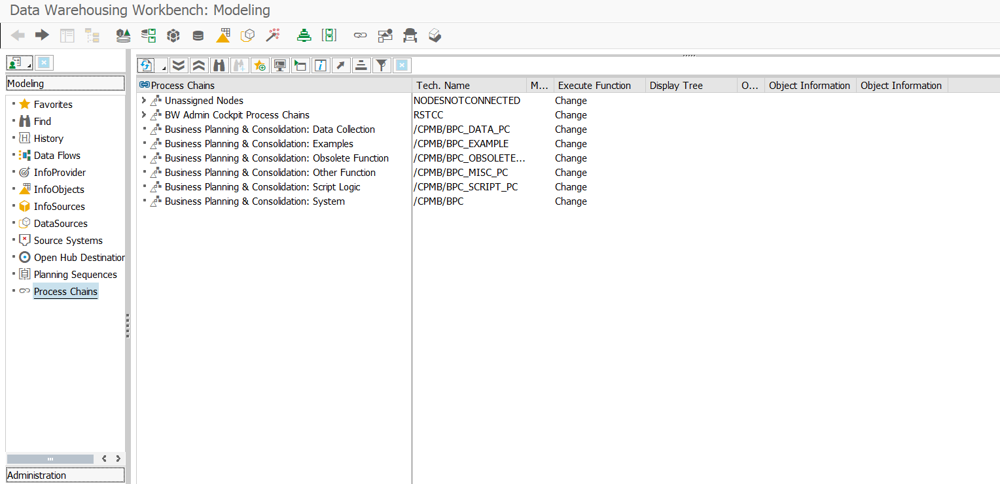 Data Warehousing Workbench: Modeling
Modeling
Favorites
Find
History
Data Flows
InfoProvider
InfoObjects
InfoSources
DataSources
Source Systems
Open Hub Destination
Planning Sequences
Process Chains
Administration
Process Chains Tech. Name M... Execute Function Display Tree O... Object Information Object Information
Unassigned Nodes NODESNOTCONNECTED Change
BW Admin Cockpit Process Chains RSTCC Change
Business Planning & Consolidation: Data Collection /CPMB/BPC_DATA_PC Change
Business Planning & Consolidation: Examples /CPMB/BPC_EXAMPLE Change
Business Planning & Consolidation: Obsolete Function /CPMB/BPC_OBSOLETE... Change
Business Planning & Consolidation: Other Function /CPMB/BPC_MISC_PC Change
Business Planning & Consolidation: Script Logic /CPMB/BPC_SCRIPT_PC Change
Business Planning & Consolidation: System /CPMB/BPC Change